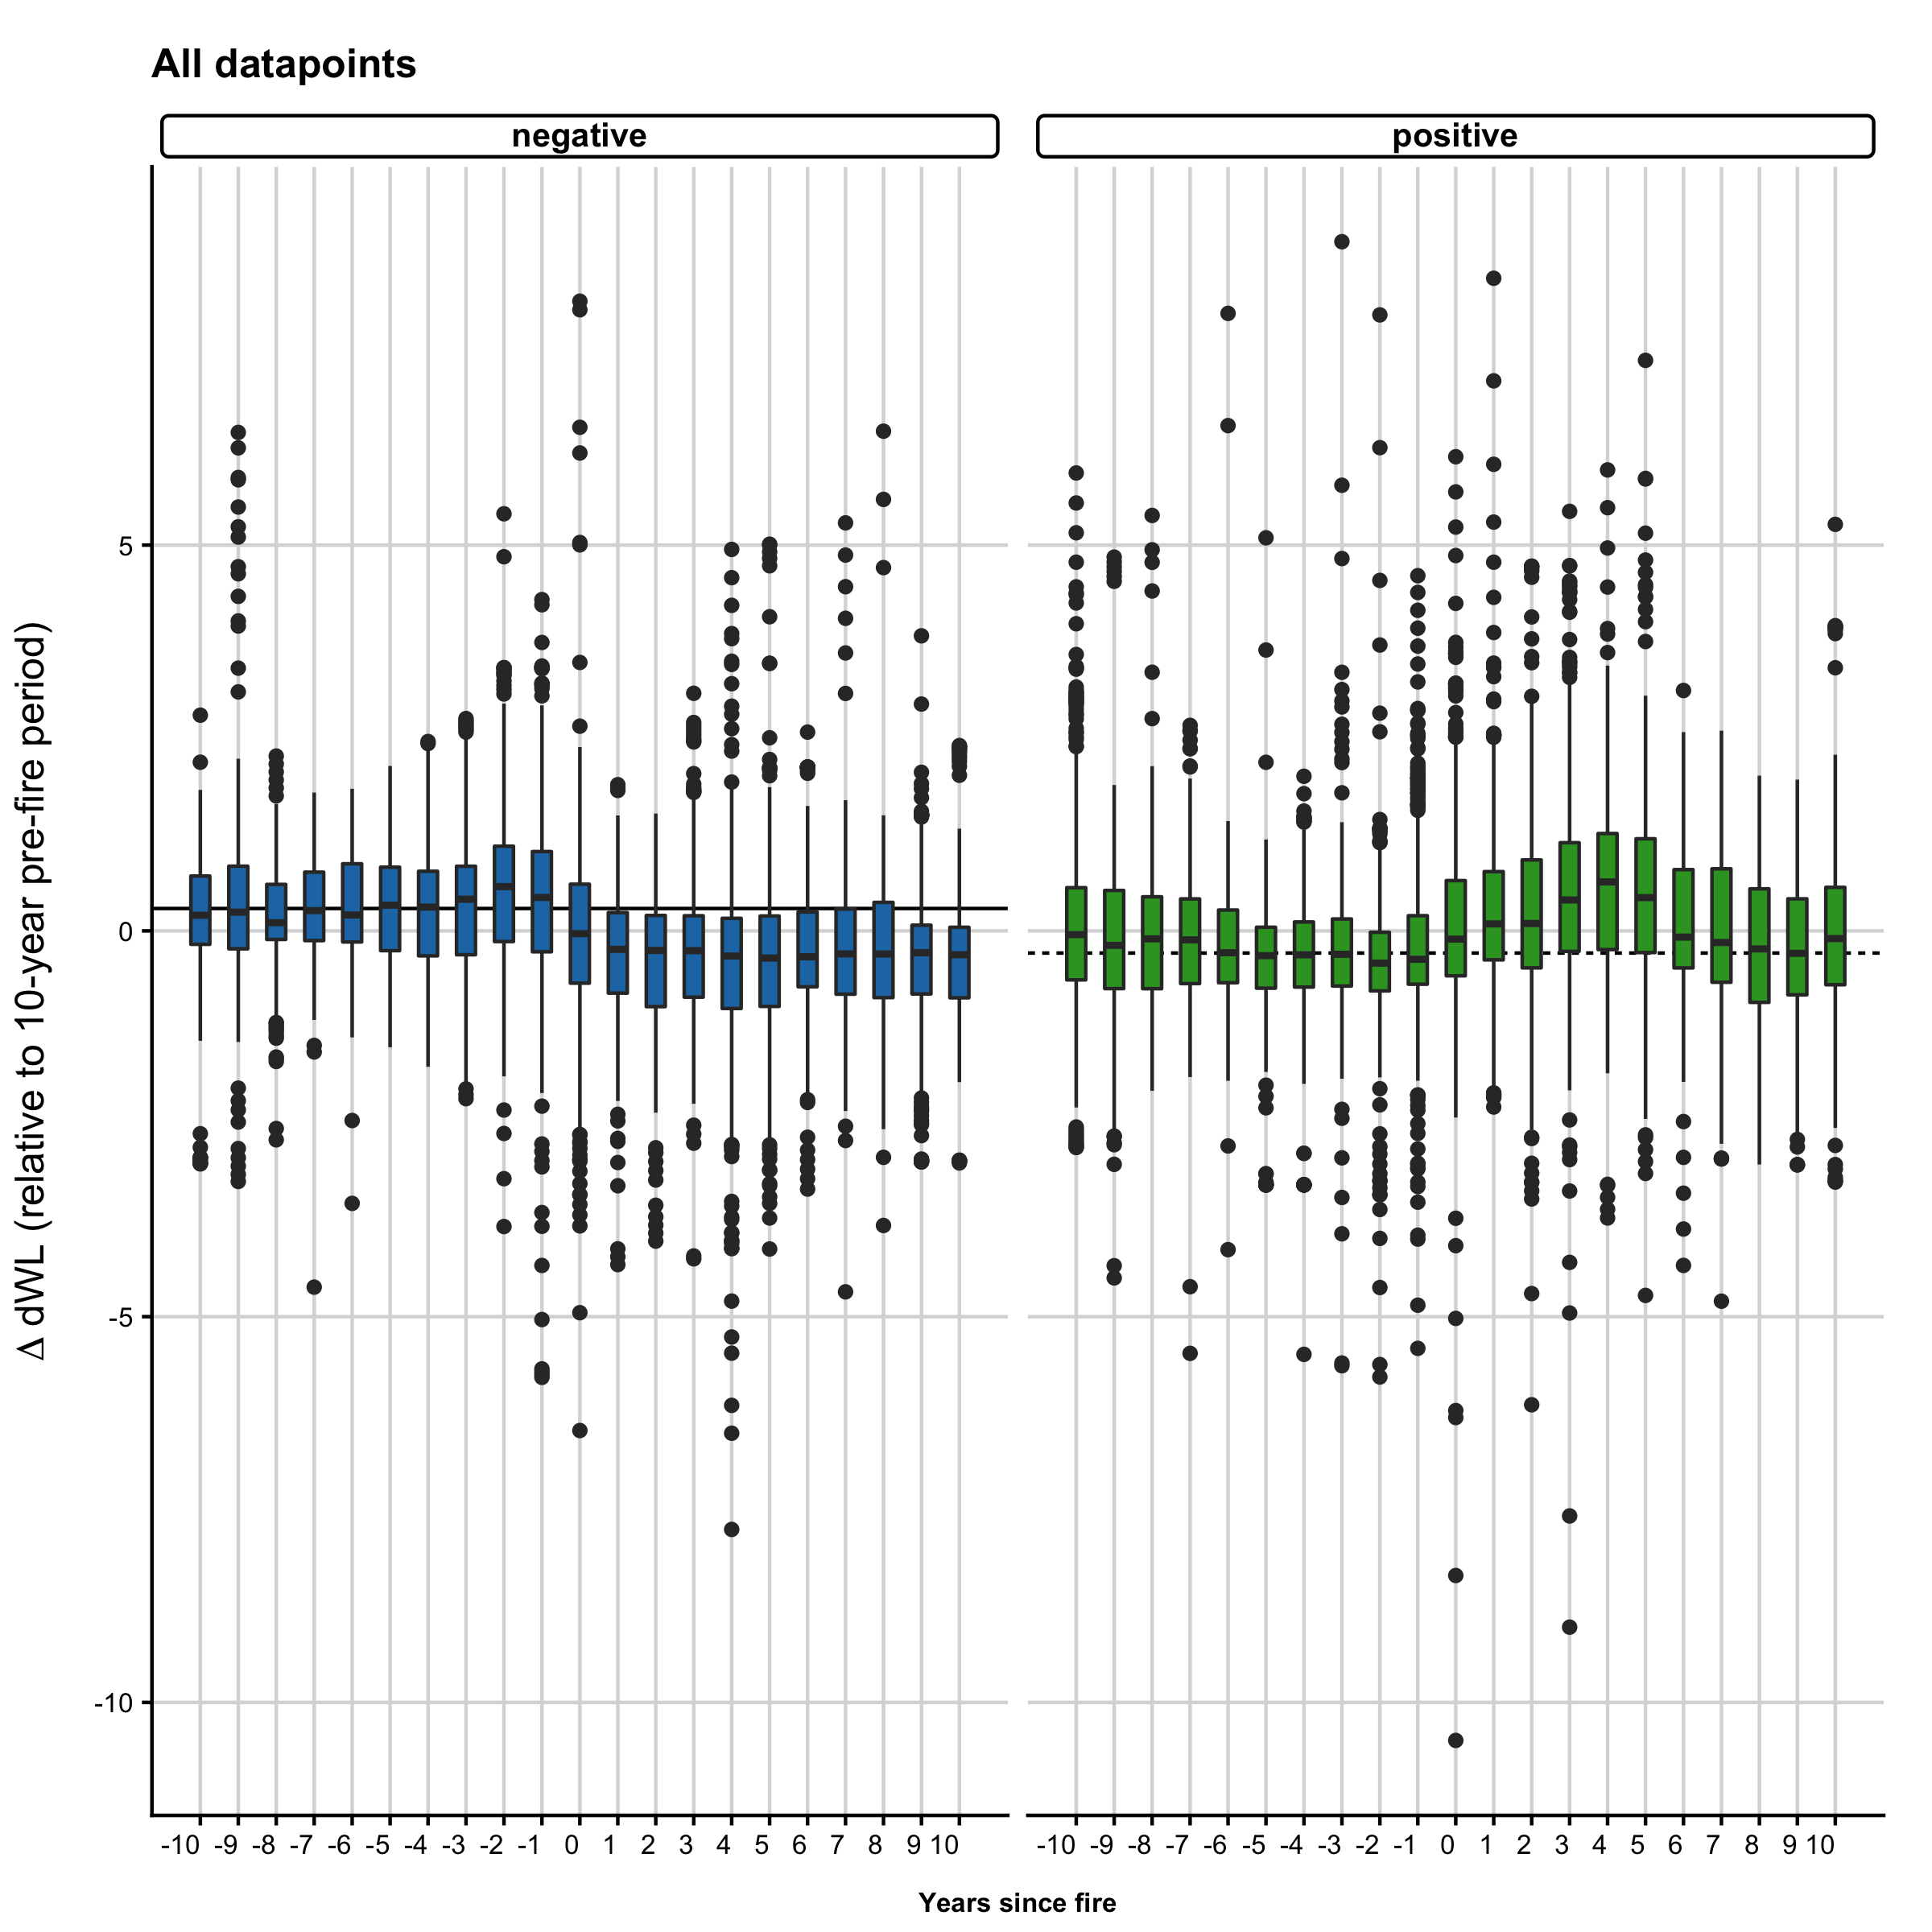 All datapoints
negative
positive
Δ dWL (relative to 10-year pre-fire period)
5
0
-5
-10
-10 -9 -8 -7 -6 -5 -4 -3 -2 -1 0 1 2 3 4 5 6 7 8 9 10
-10 -9 -8 -7 -6 -5 -4 -3 -2 -1 0 1 2 3 4 5 6 7 8 9 10
Years since fire